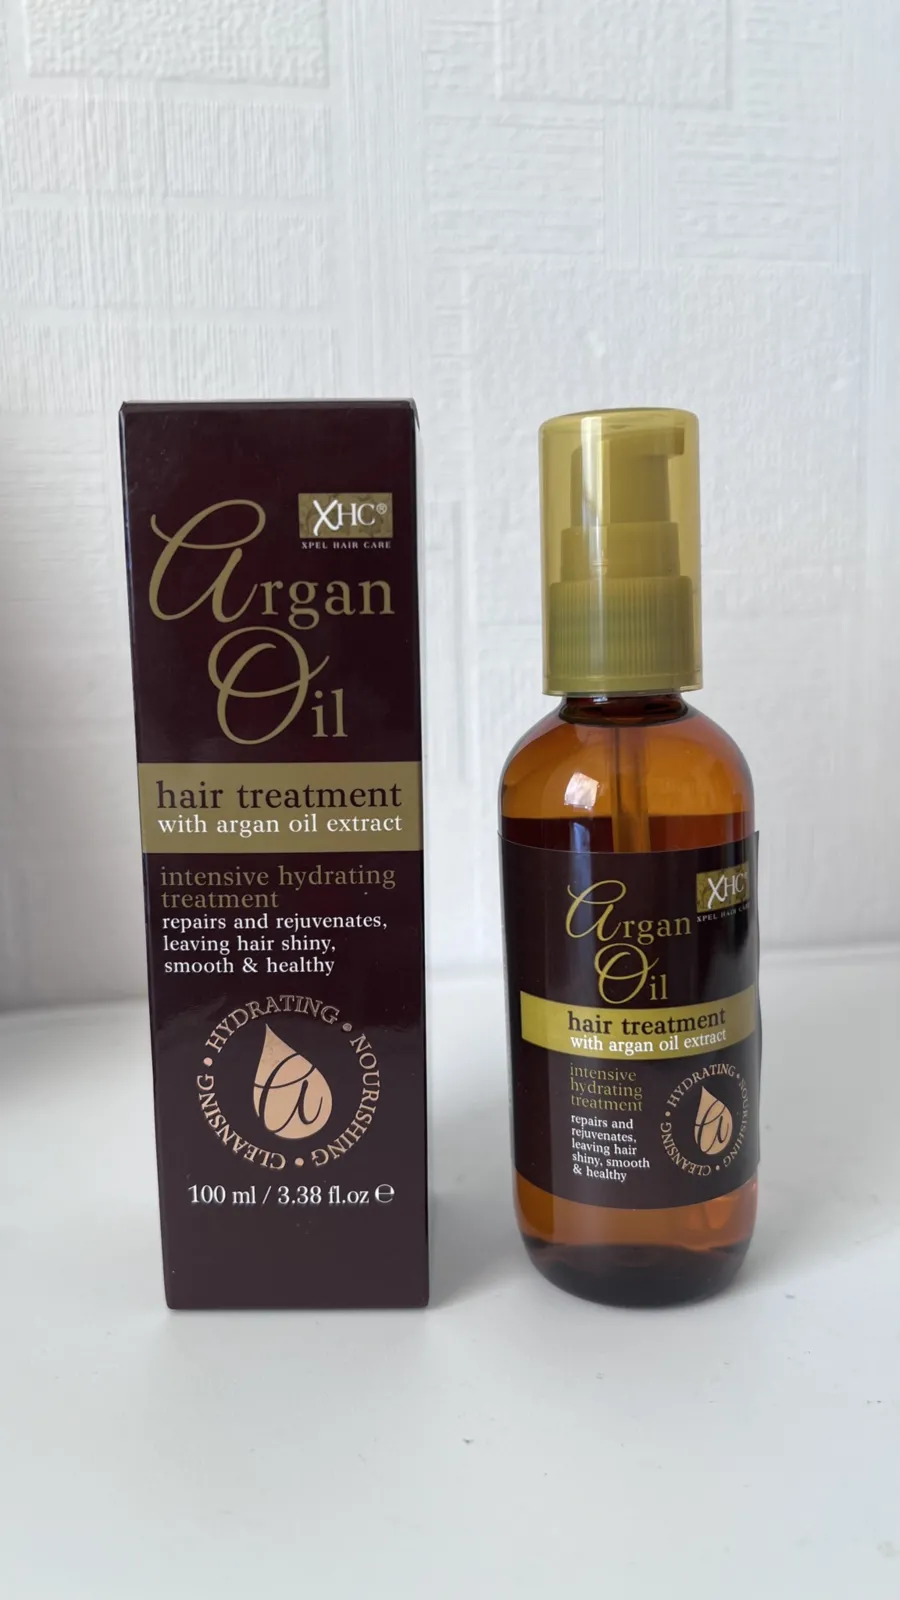 XHC®
XPEL HAIR CARE
Argan
Oil
hair treatment
with argan oil extract
intensive hydrating
treatment
repairs and rejuvenates,
leaving hair shiny,
smooth & healthy
HYDRATING • NOURISHING • CLEANSING •
a
100 ml / 3.38 fl.oz ℮
XHC
XPEL HAIR CARE
Argan
Oil
hair treatment
with argan oil extract
intensive
hydrating
treatment
repairs and
rejuvenates,
leaving hair
shiny, smooth
& healthy
HYDRATING • NOURISHING • CLEANSING •
a